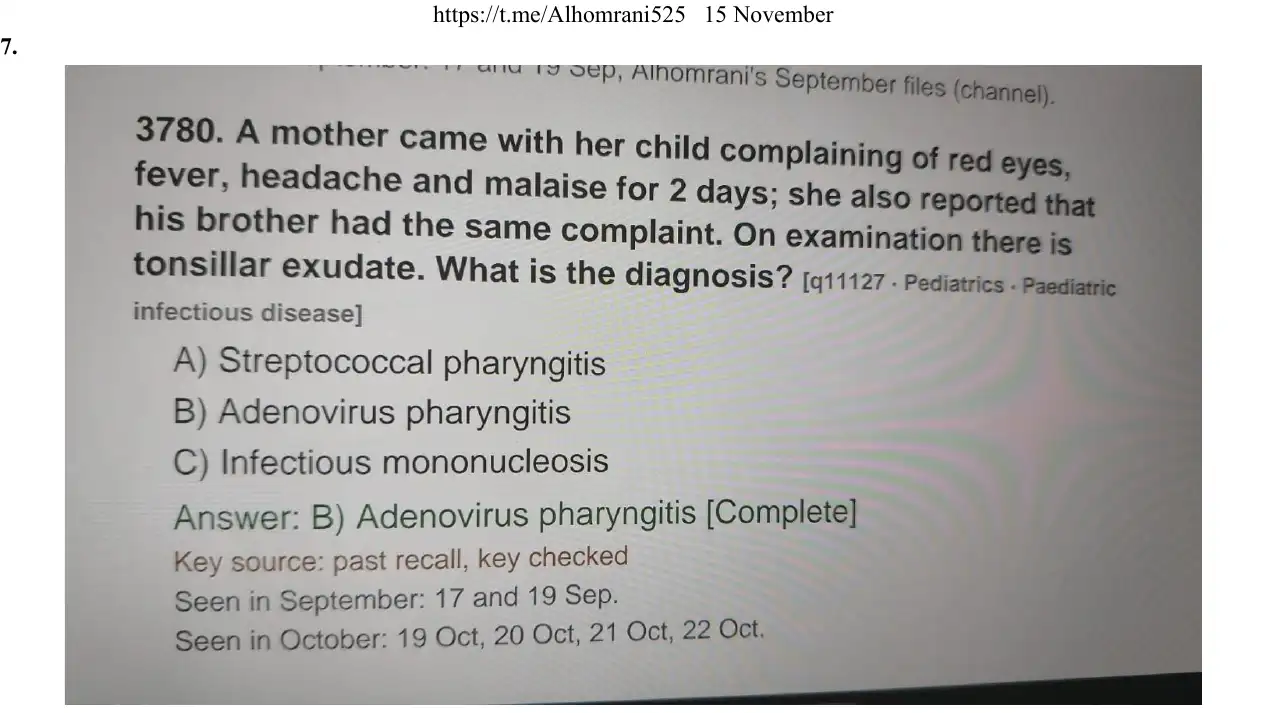 https://t.me/Alhomrani525 15 November
7.
17 and 19 Sep, Alhomrani's September files (channel).
3780. A mother came with her child complaining of red eyes,
fever, headache and malaise for 2 days; she also reported that
his brother had the same complaint. On examination there is
tonsillar exudate. What is the diagnosis? [q11127 · Pediatrics · Paediatric
infectious disease]
A) Streptococcal pharyngitis
B) Adenovirus pharyngitis
C) Infectious mononucleosis
Answer: B) Adenovirus pharyngitis [Complete]
Key source: past recall, key checked
Seen in September: 17 and 19 Sep.
Seen in October: 19 Oct, 20 Oct, 21 Oct, 22 Oct.